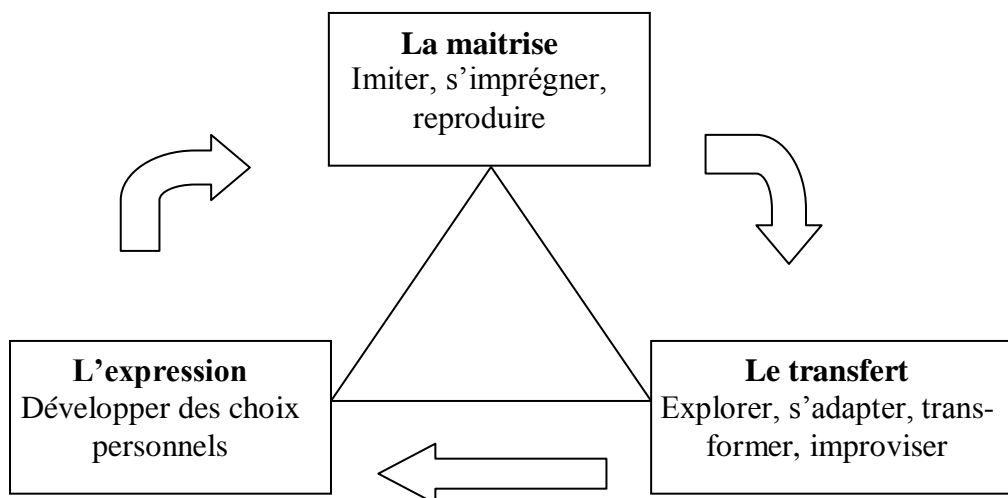 La maitrise
Imiter, s’imprégner,
reproduire
L’expression
Développer des choix
personnels
Le transfert
Explorer, s’adapter, trans-
former, improviser